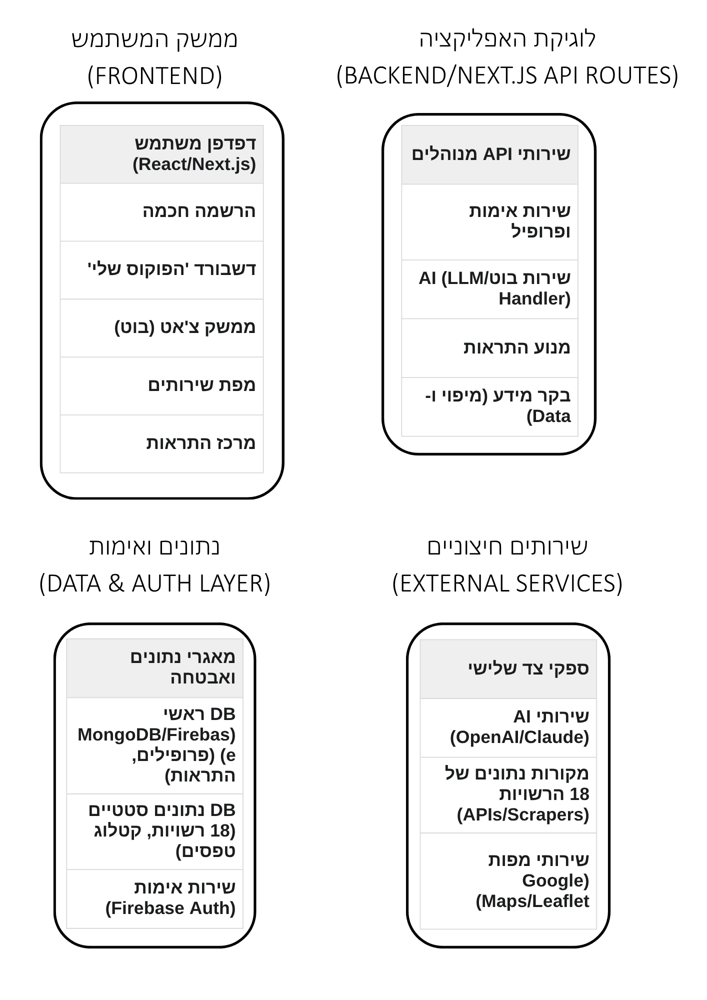 ממשק המשתמש
(FRONTEND)
דפדפן משתמש
(React/Next.js)
הרשמה חכמה
דשבורד 'הפוקוס שלי'
ממשק צ'אט (בוט)
מפת שירותים
מרכז התראות
לוגיקת האפליקציה
(BACKEND/NEXT.JS API ROUTES)
שירותי API מנוהלים
שירות אימות
ופרופיל
שירות בוט/AI (LLM
Handler)
מנוע התראות
בקר מידע (מיפוי ו-
Data)
נתונים ואימות
(DATA & AUTH LAYER)
מאגרי נתונים
ואבטחה
DB ראשי
(MongoDB/Firebas
e) (פרופילים,
התראות)
DB נתונים סטטיים
(18 רשויות, קטלוג
טפסים)
שירות אימות
(Firebase Auth)
שירותים חיצוניים
(EXTERNAL SERVICES)
ספקי צד שלישי
שירותי AI
(OpenAI/Claude)
מקורות נתונים של
18 הרשויות
(APIs/Scrapers)
שירותי מפות
(Google
Maps/Leaflet)